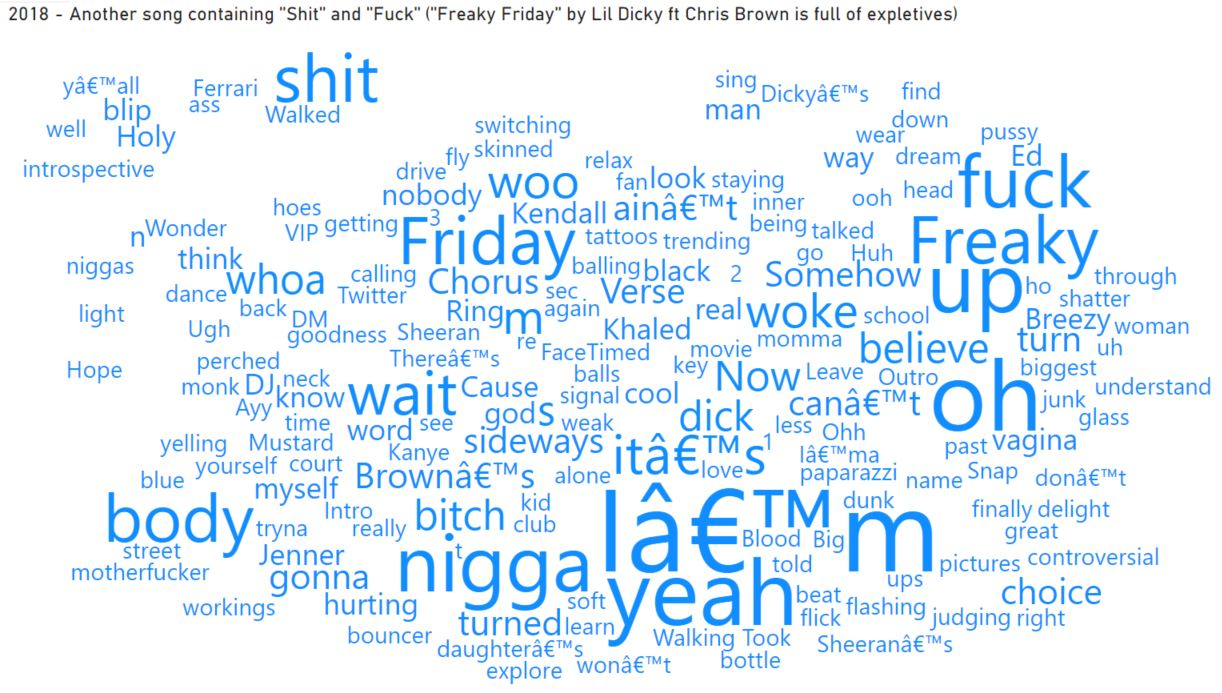 2018 - Another song containing "Shit" and "Fuck" ("Freaky Friday" by Lil Dicky ft Chris Brown is full of expletives)
yâ€™all Ferrari shit sing Dickyâ€™s find
blip ass Walked man down
well Holy switching wear pussy
introspective drive fly skinned relax way dream Ed fuck
nobody woo fan look staying ooh head
hoes 3 Kendall ainâ€™t inner
n Wonder VIP getting Friday tattoos trending being talked Freaky
niggas think whoa calling Chorus balling black 2 go Huh Somehow up ho through
dance back Twitter sec Verse shatter
light Ugh DM goodness Sheeran Ring m again Khaled real woke school Breezy woman
Hope perched Thereâ€™s re FaceTimed movie momma believe turn uh
monk DJ neck balls key Now Leave Outro biggest
Ayy know wait Cause signal cool canâ€™t oh junk understand
time word see gods weak dick less Ohh glass
yelling Mustard Kanye sideways itâ€™s 1 Iâ€™ma past vagina
blue yourself court Brownâ€™s alone love paparazzi name Snap donâ€™t
myself Intro bitch kid Iâ€™m dunk finally delight
body tryna really club Blood Big great
street Jenner nigga t told pictures controversial
motherfucker gonna yeah ups choice
workings hurting soft beat flashing
bouncer turned learn flick judging right
daughterâ€™s Walking Took Sheeranâ€™s
explore wonâ€™t bottle